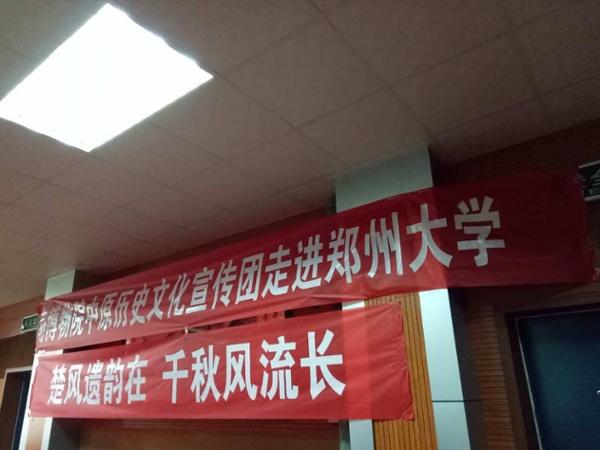 博物院中原历史文化宣传团走进郑州大学
楚风遗韵在 千秋风流长